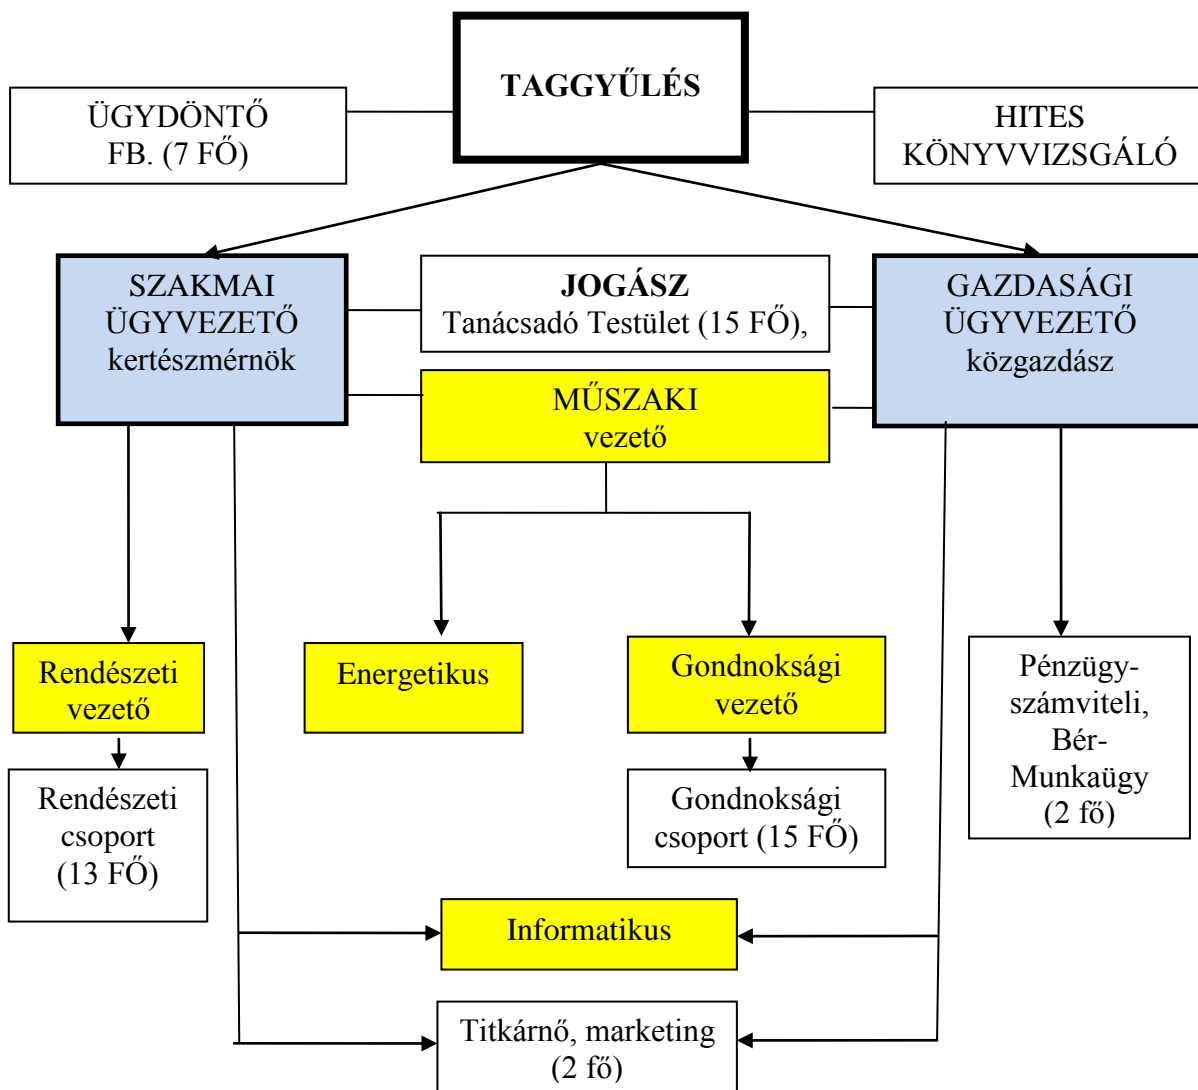 TAGGYŰLÉS
ÜGYDÖNTŐ
FB. (7 FŐ)
HITES
KÖNYVVIZSGÁLÓ
SZAKMAI
ÜGYVEZETŐ
kertészmérnök
JOGÁSZ
Tanácsadó Testület (15 FŐ),
GAZDASÁGI
ÜGYVEZETŐ
közgazdász
MŰSZAKI
vezető
Rendészeti
vezető
Energetikus
Gondnoksági
vezető
Pénzügy-
számviteli,
Bér-
Munkaügy
(2 fő)
Rendészeti
csoport
(13 FŐ)
Gondnoksági
csoport (15 FŐ)
Informatikus
Titkárnő, marketing
(2 fő)